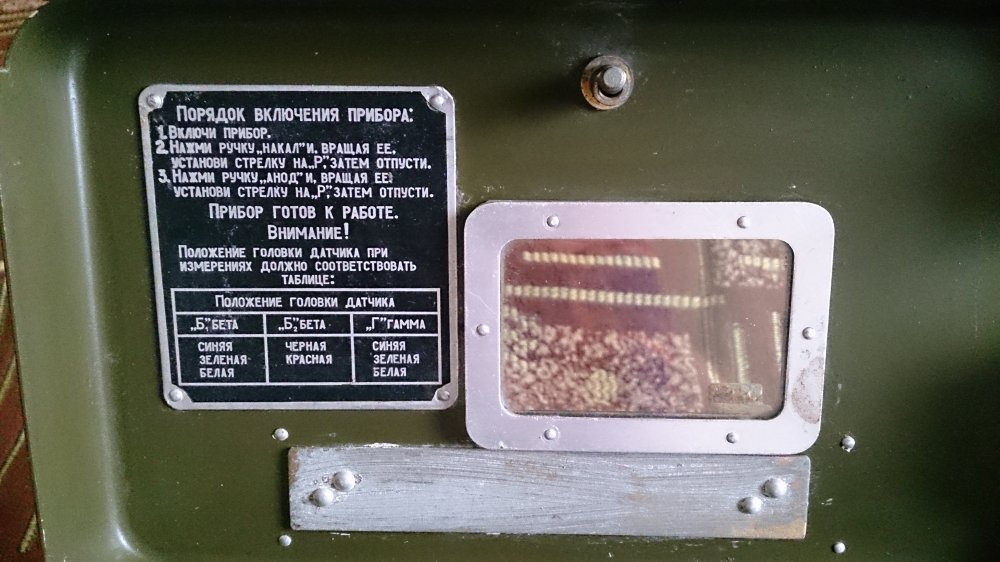 ПОРЯДОК ВКЛЮЧЕНИЯ ПРИБОРА:
1. ВКЛЮЧИ ПРИБОР.
2. НАЖМИ РУЧКУ „НАКАЛ" И, ВРАЩАЯ ЕЕ,
УСТАНОВИ СТРЕЛКУ НА „Р", ЗАТЕМ ОТПУСТИ.
3. НАЖМИ РУЧКУ „АНОД" И, ВРАЩАЯ ЕЕ
УСТАНОВИ СТРЕЛКУ НА „Р", ЗАТЕМ ОТПУСТИ.
ПРИБОР ГОТОВ К РАБОТЕ.
ВНИМАНИЕ!
ПОЛОЖЕНИЕ ГОЛОВКИ ДАТЧИКА ПРИ
ИЗМЕРЕНИЯХ ДОЛЖНО СООТВЕТСТВОВАТЬ
ТАБЛИЦЕ:
ПОЛОЖЕНИЕ ГОЛОВКИ ДАТЧИКА
„Б₁" БЕТА „Б₂" БЕТА „Г" ГАММА
СИНЯЯ ЧЕРНАЯ СИНЯЯ
ЗЕЛЕНАЯ КРАСНАЯ ЗЕЛЕНАЯ
БЕЛАЯ БЕЛАЯ